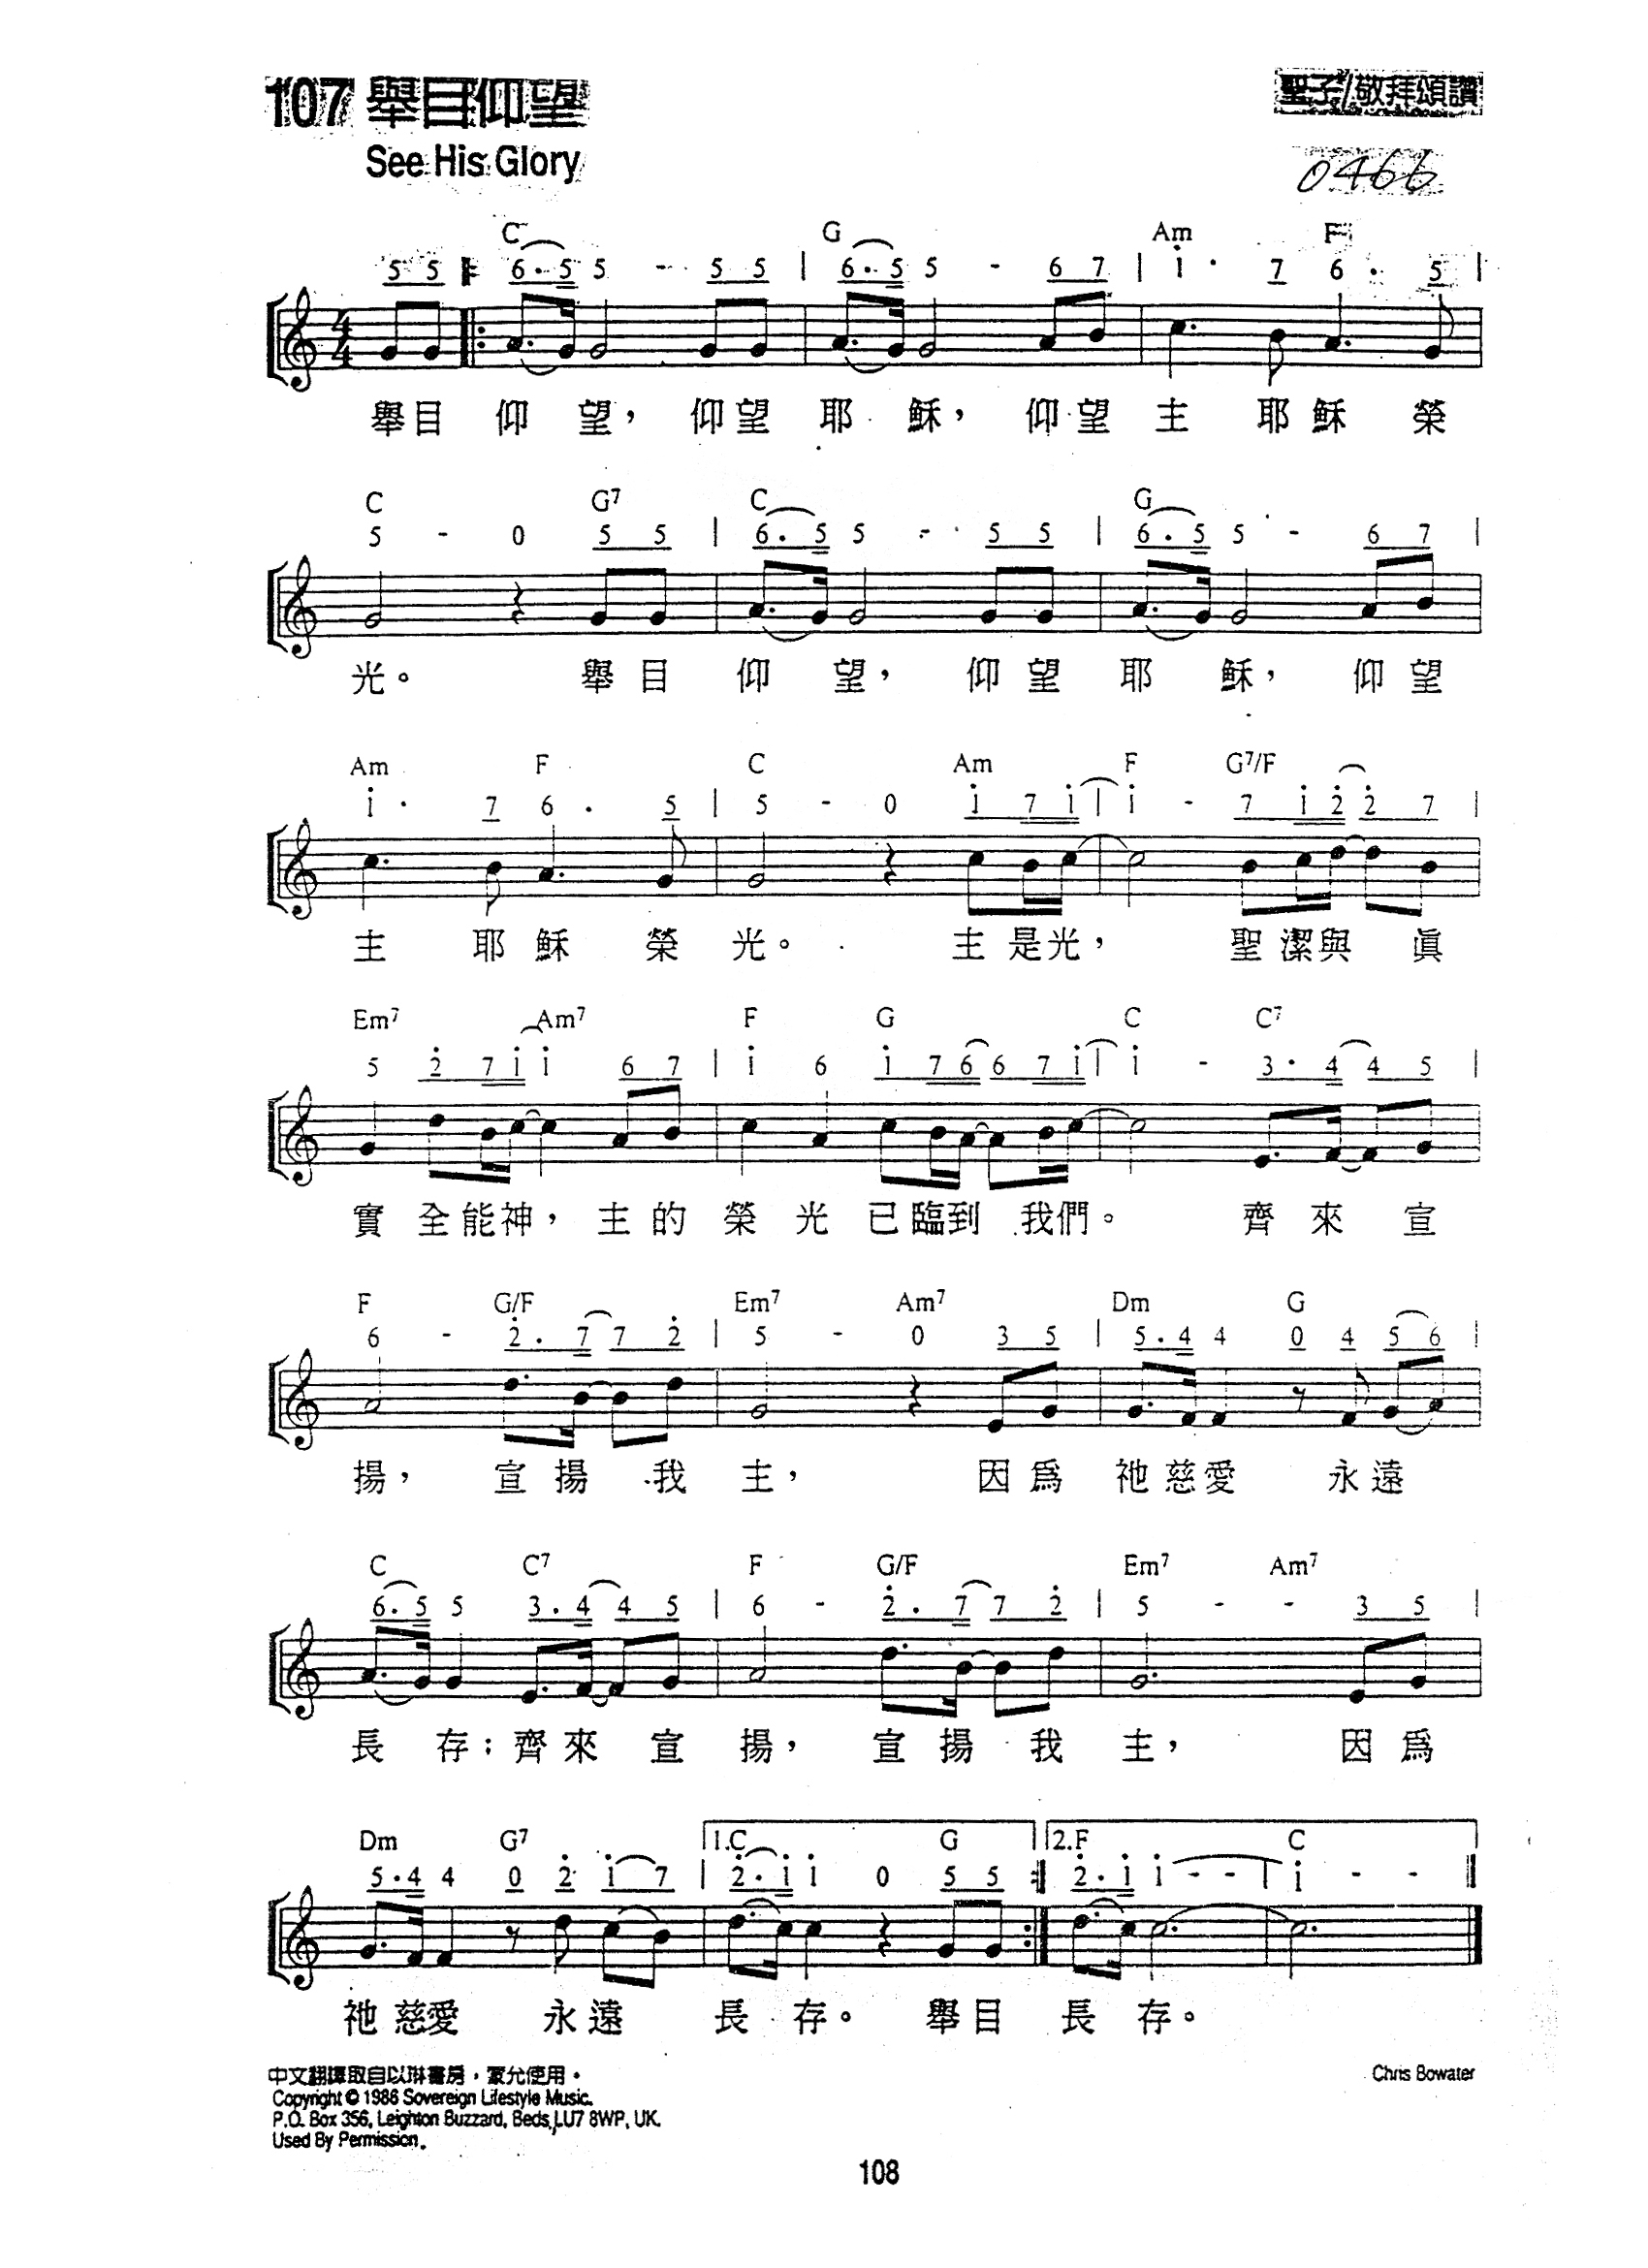 107 舉目仰望
聖子/敬拜頌讚
See His Glory
0466
C G Am F
5 5 6. 5 5 - 5 5 | 6. 5 5 - 6 7 | i · 7 6 . 5 |
4 4
舉目 仰 望， 仰望 耶 穌， 仰望 主 耶穌 榮
C G7 C G
5 - 0 5 5 | 6. 5 5 - 5 5 | 6. 5 5 - 6 7 |
光。 舉目 仰 望， 仰望 耶 穌， 仰望
Am F C Am F G7/F
i · 7 6 . 5 | 5 - 0 i 7 i | i - 7 i 2 2 7 |
主 耶穌 榮 光。 主是光， 聖潔與 眞
Em7 Am7 F G C C7
5 2 7 i i 6 7 | i 6 i 7 6 6 7 i | i - 3 · 4 4 5 |
實 全能神， 主的 榮光已臨到 我們。 齊來 宣
F G/F Em7 Am7 Dm G
6 - 2 . 7 7 2 | 5 - 0 3 5 | 5 . 4 4 0 4 5 6 |
揚， 宣揚 我 主， 因爲 祂慈愛 永遠
C C7 F G/F Em7 Am7
6. 5 5 3 . 4 4 5 | 6 - 2 . 7 7 2 | 5 - - 3 5 |
長 存；齊來 宣 揚， 宣揚 我 主， 因爲
Dm G7 1.C G 2.F C
5 . 4 4 0 2 i 7 | 2 . i i 0 5 5 2 . i i - - | i - -
祂慈愛 永遠 長 存。 舉目 長 存。
中文翻譯取自以琳書房，蒙允使用。
Chris Bowater
Copyright © 1986 Sovereign Lifestyle Music.
P.O. Box 356, Leighton Buzzard, Beds, LU7 8WP, UK.
Used By Permission.
108